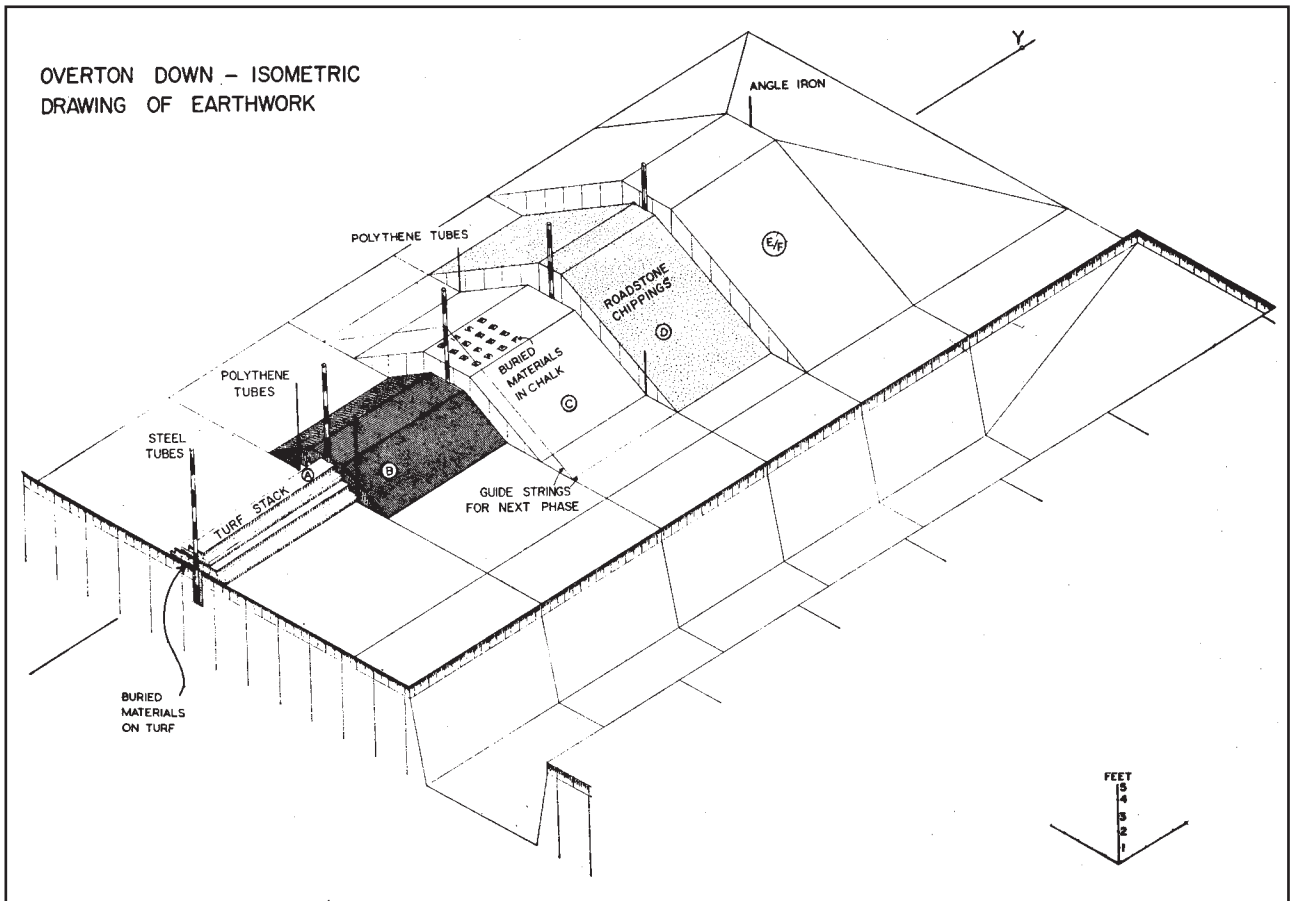 OVERTON DOWN – ISOMETRIC
DRAWING OF EARTHWORK
Y
ANGLE IRON
POLYTHENE TUBES
E/F
ROADSTONE
CHIPPINGS
D
POLYTHENE
TUBES
BURIED
MATERIALS
IN CHALK
C
STEEL
TUBES
A
B
TURF STACK
GUIDE STRINGS
FOR NEXT PHASE
BURIED
MATERIALS
ON TURF
FEET
5
4
3
2
1